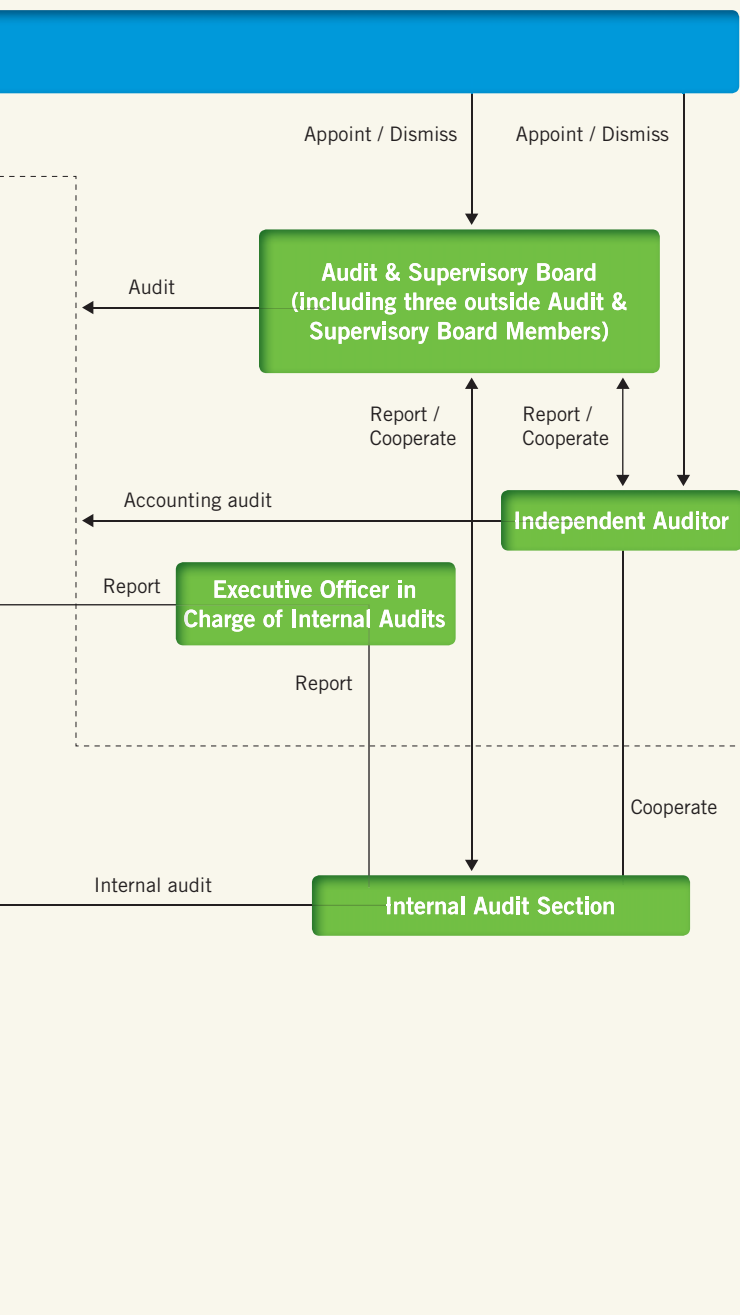 Appoint / Dismiss
Appoint / Dismiss
Audit & Supervisory Board
(including three outside Audit &
Supervisory Board Members)
Audit
Report /
Cooperate
Report /
Cooperate
Accounting audit
Independent Auditor
Report
Executive Officer in
Charge of Internal Audits
Report
Cooperate
Internal audit
Internal Audit Section